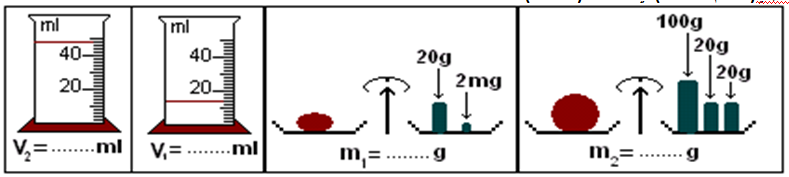 ml
40
20
V₂= ........ml
ml
40
20
V₁= ........ml
20g
2mg
m₁= ........ g
100g
20g
20g
m₂= ........ g